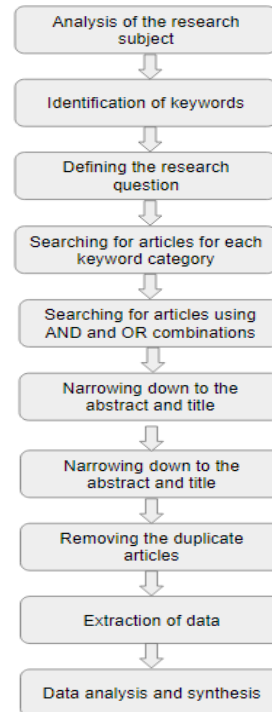 Analysis of the research
subject
Identification of keywords
Defining the research
question
Searching for articles for each
keyword category
Searching for articles using
AND and OR combinations
Narrowing down to the
abstract and title
Narrowing down to the
abstract and title
Removing the duplicate
articles
Extraction of data
Data analysis and synthesis